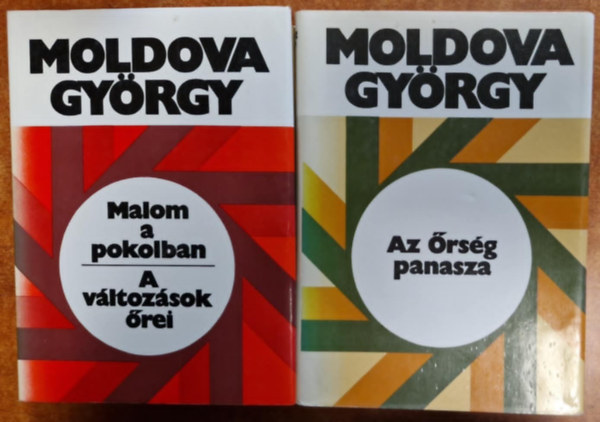 MOLDOVA
GYÖRGY
Malom
a
pokolban
A
változások
őrei
MOLDOVA
GYÖRGY
Az Őrség
panasza